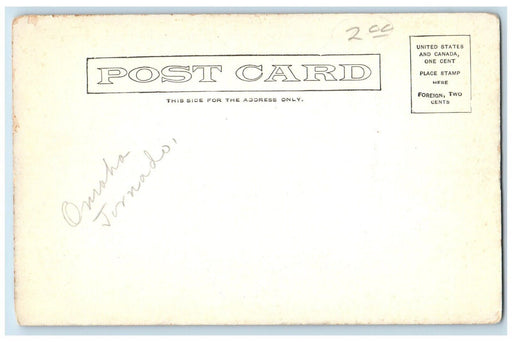 2.00
POST CARD
THIS SIDE FOR THE ADDRESS ONLY.
UNITED STATES
AND CANADA,
ONE CENT
PLACE STAMP
HERE
FOREIGN, TWO
CENTS
Omaha
Tornado.